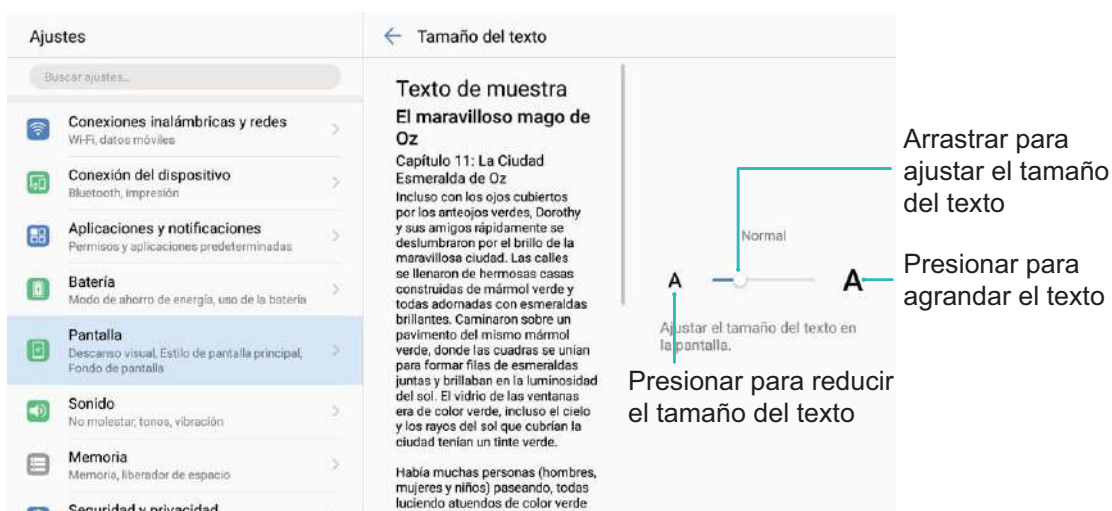 Ajustes
Buscar ajustes...
Conexiones inalámbricas y redes
Wi-Fi, datos móviles
Conexión del dispositivo
Bluetooth, impresión
Aplicaciones y notificaciones
Permisos y aplicaciones predeterminadas
Batería
Modo de ahorro de energía, uso de la batería
Pantalla
Descanso visual, Estilo de pantalla principal,
Fondo de pantalla
Sonido
No molestar, tonos, vibración
Memoria
Memoria, liberador de espacio
Seguridad y privacidad
Tamaño del texto
Texto de muestra
El maravilloso mago de
Oz
Capítulo 11: La Ciudad
Esmeralda de Oz
Incluso con los ojos cubiertos
por los anteojos verdes, Dorothy
y sus amigos rápidamente se
deslumbraron por el brillo de la
maravillosa ciudad. Las calles
se llenaron de hermosas casas
construidas de mármol verde y
todas adornadas con esmeraldas
brillantes. Caminaron sobre un
pavimento del mismo mármol
verde, donde las cuadras se unían
para formar filas de esmeraldas
juntas y brillaban en la luminosidad
del sol. El vidrio de las ventanas
era de color verde, incluso el cielo
y los rayos del sol que cubrían la
ciudad tenían un tinte verde.
Había muchas personas (hombres,
mujeres y niños) paseando, todas
luciendo atuendos de color verde
Normal
A A
Ajustar el tamaño del texto en
la pantalla.
Arrastrar para
ajustar el tamaño
del texto
Presionar para
agrandar el texto
Presionar para reducir
el tamaño del texto